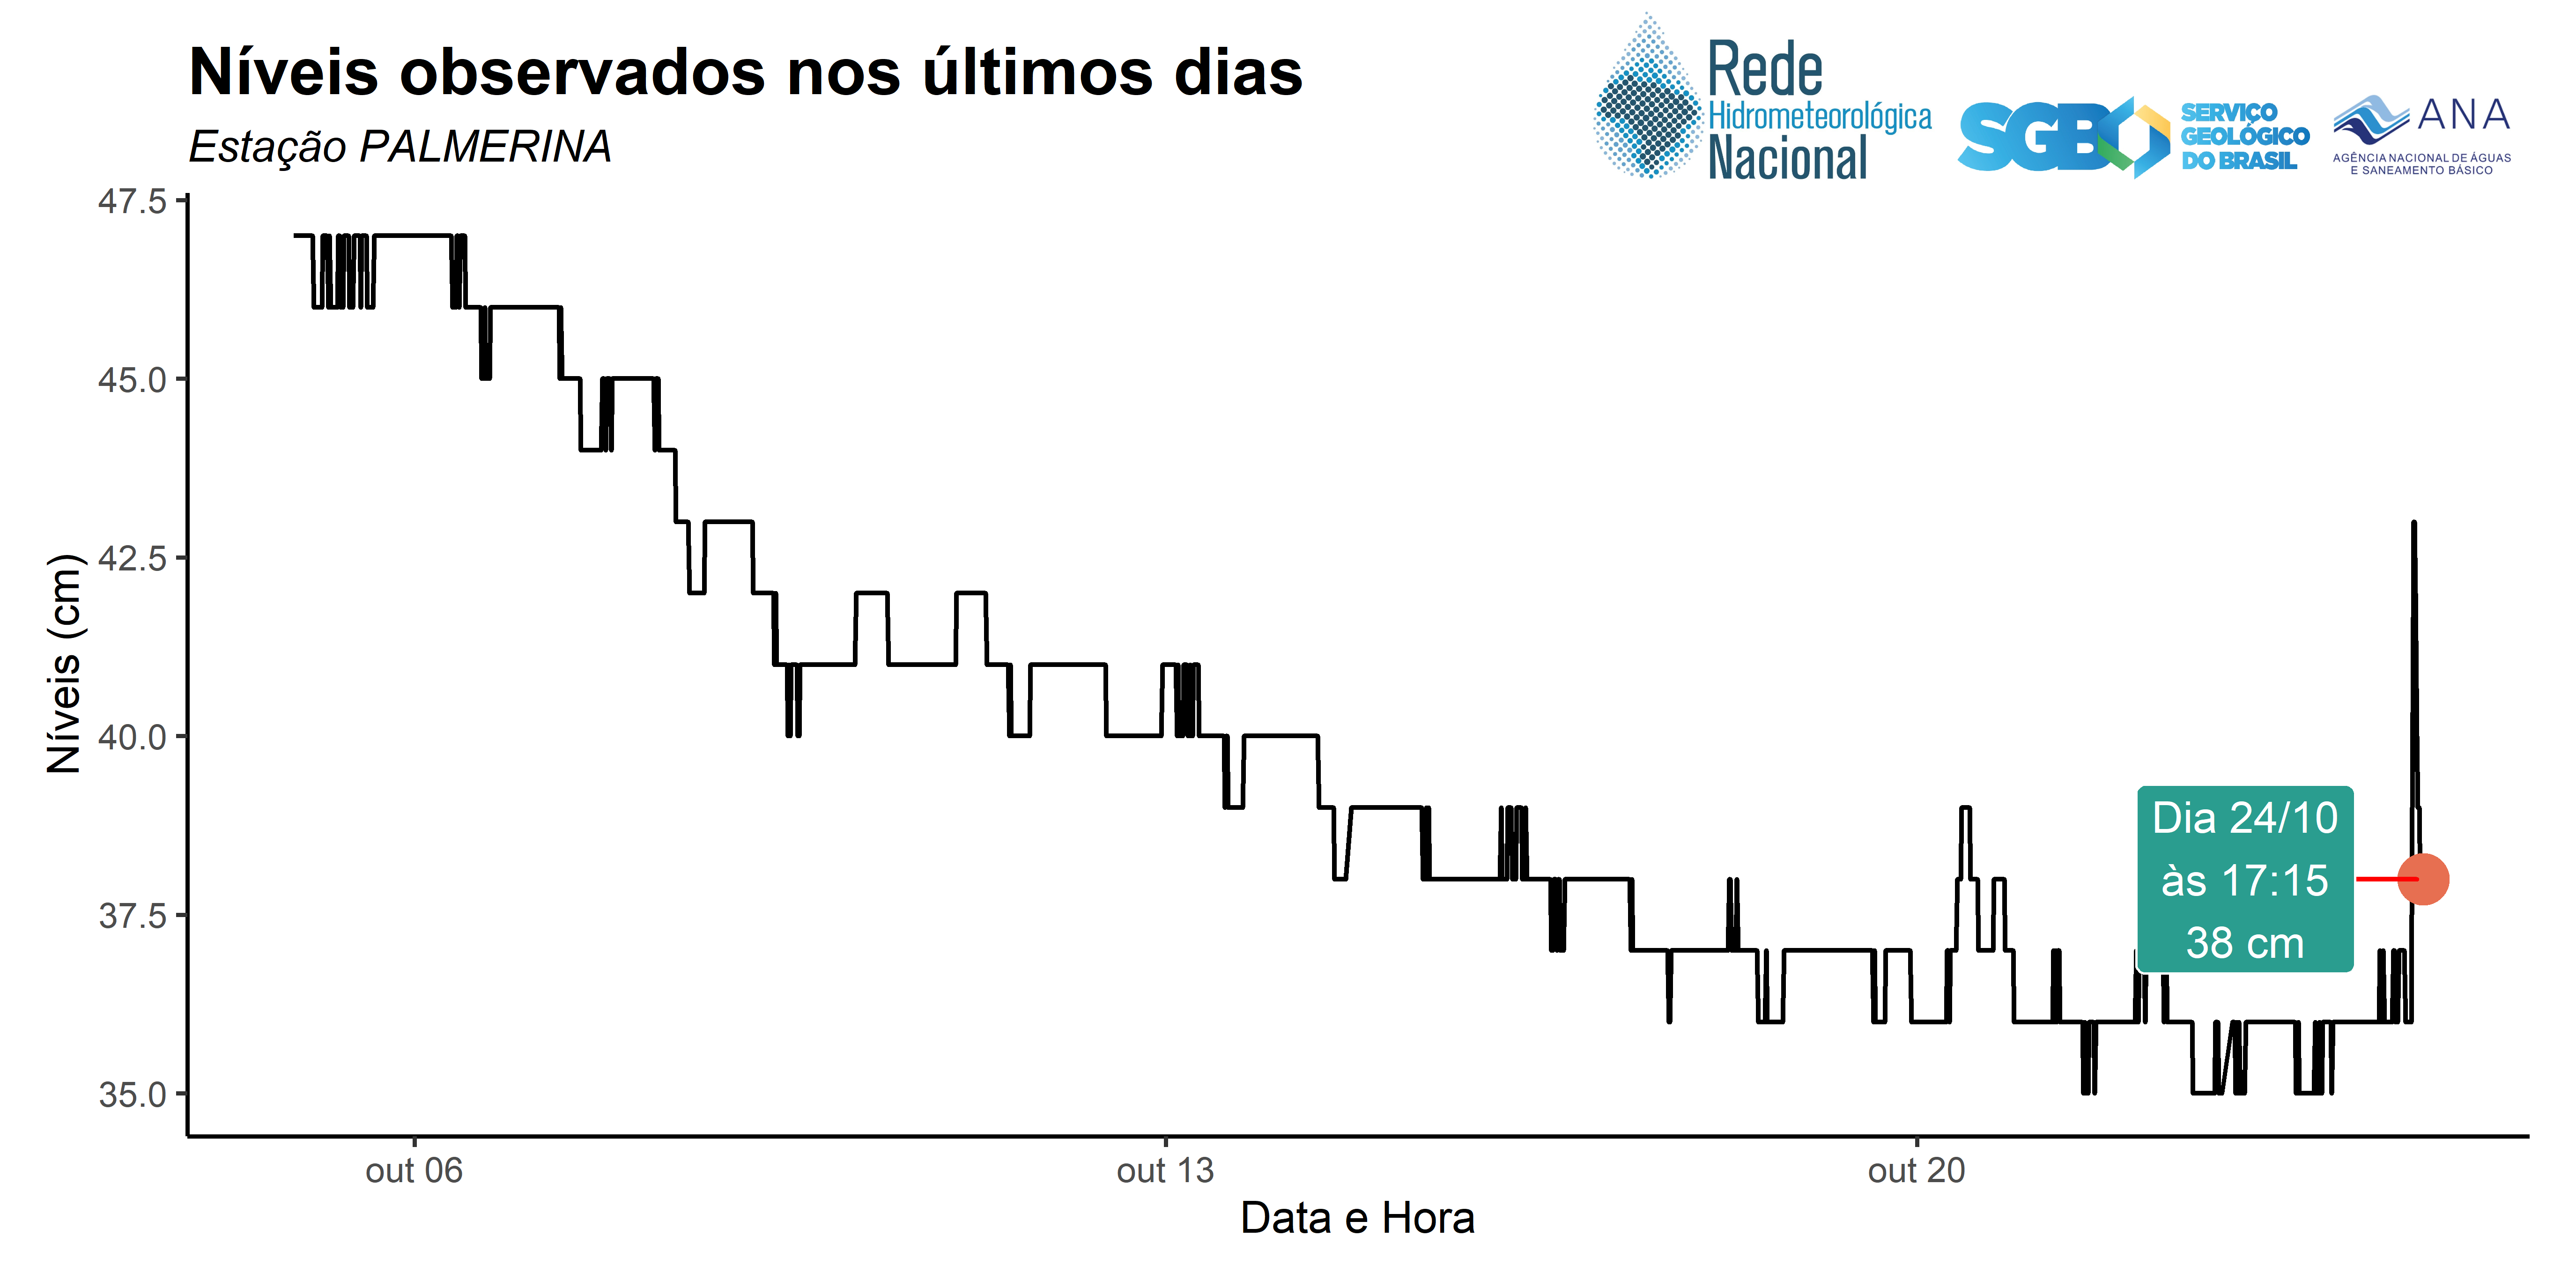 Níveis observados nos últimos dias
Estação PALMERINA
Rede
Hidrometeorológica
Nacional
SGB
SERVIÇO
GEOLÓGICO
DO BRASIL
ANA
AGÊNCIA NACIONAL DE ÁGUAS
E SANEAMENTO BÁSICO
Níveis (cm)
47.5
45.0
42.5
40.0
37.5
35.0
Dia 24/10
às 17:15
38 cm
out 06
out 13
out 20
Data e Hora